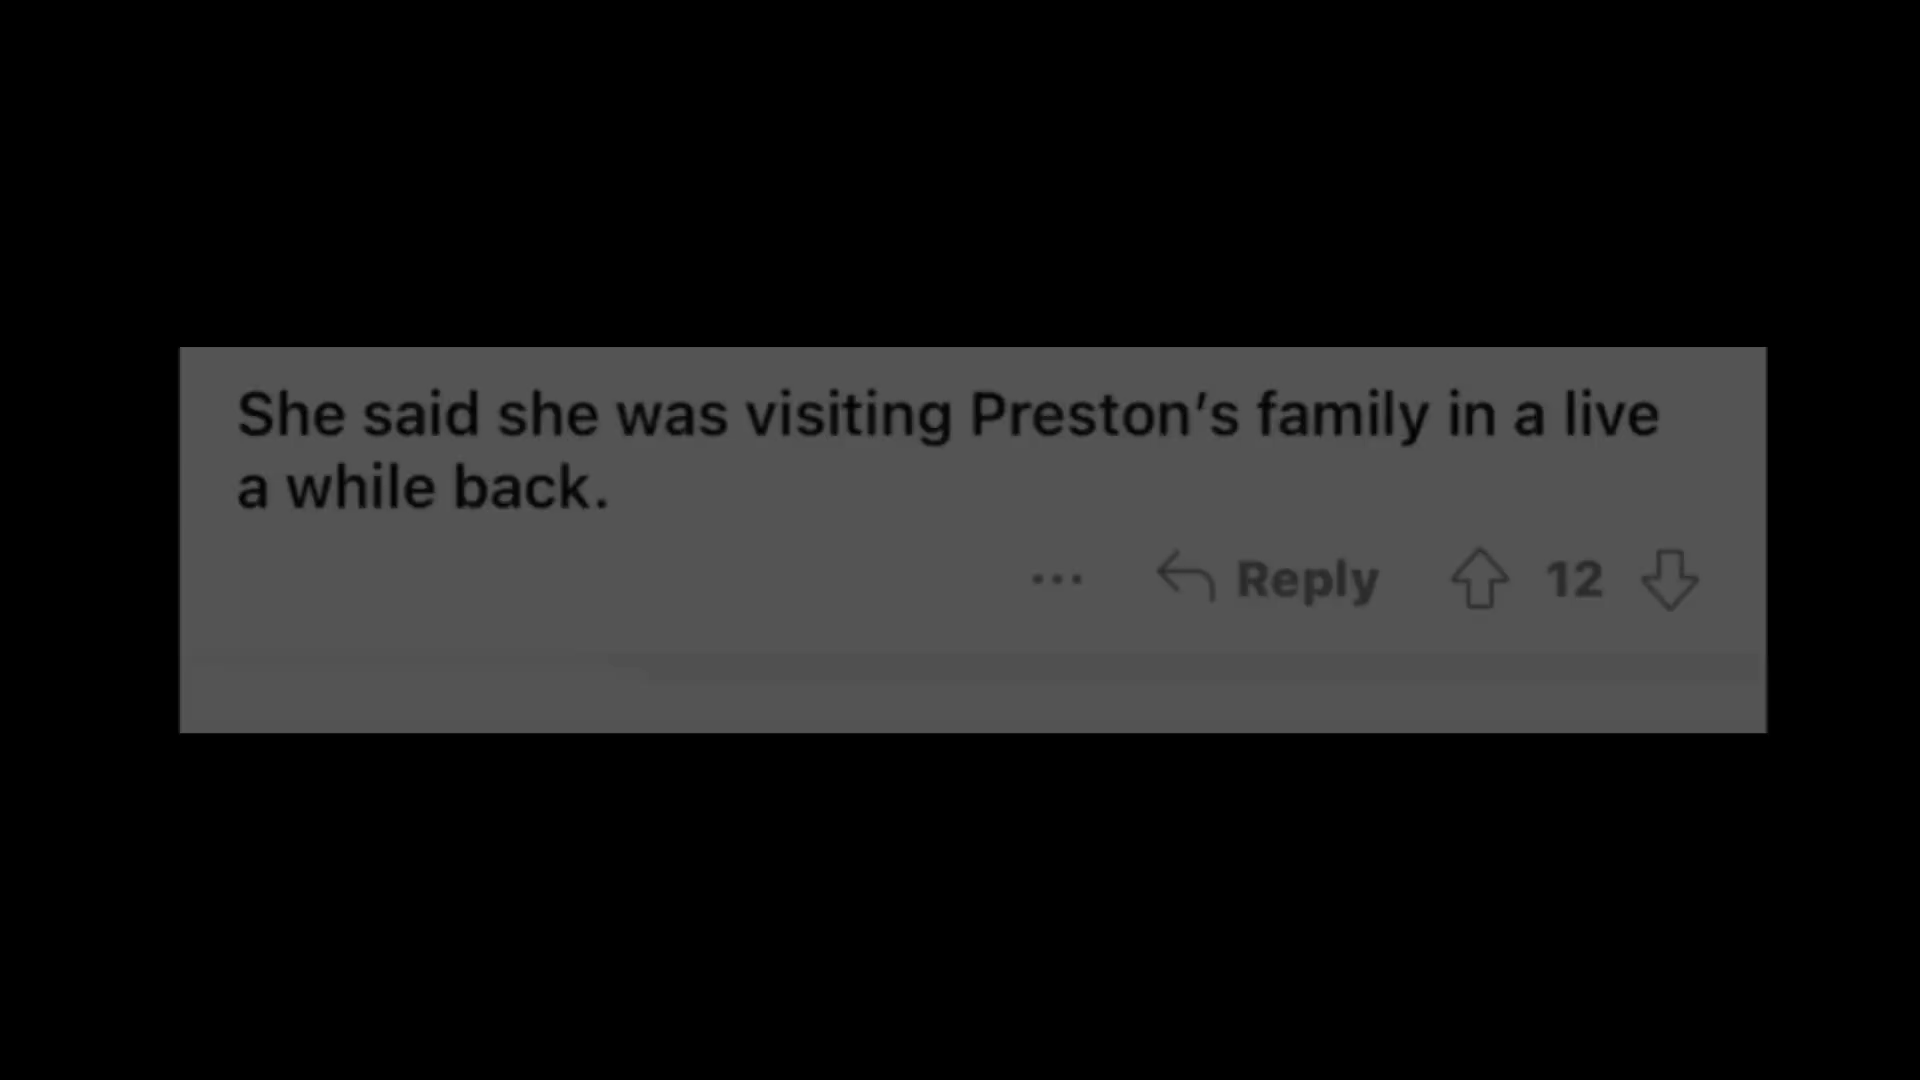 She said she was visiting Preston's family in a live
a while back.
... Reply 12